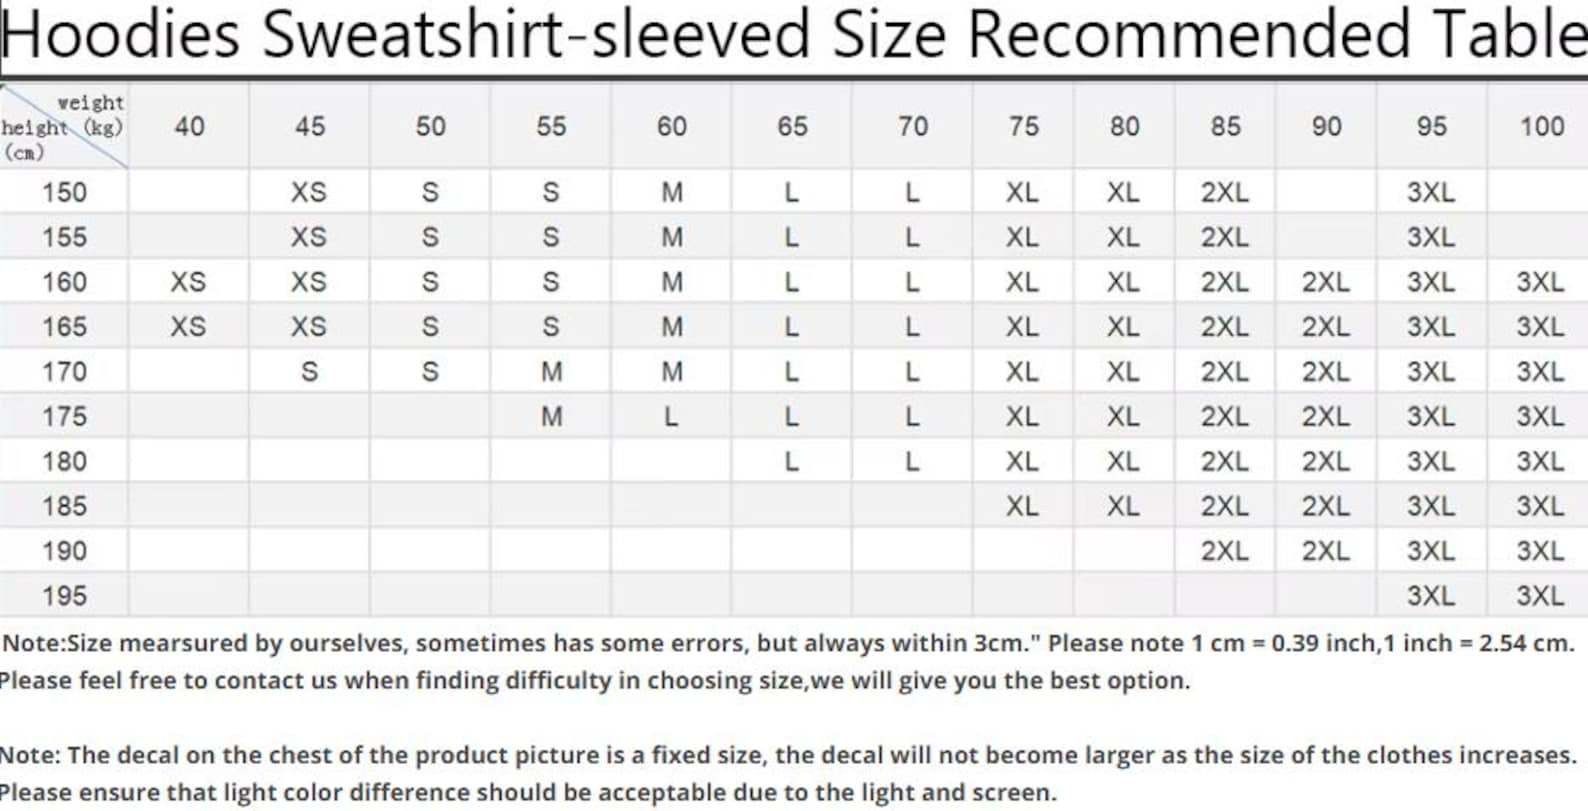 Hoodies Sweatshirt-sleeved Size Recommended Table
weight
height (kg) 40 45 50 55 60 65 70 75 80 85 90 95 100
(cm)
150 XS S S M L L XL XL 2XL 3XL
155 XS S S M L L XL XL 2XL 3XL
160 XS XS S S M L L XL XL 2XL 2XL 3XL 3XL
165 XS XS S S M L L XL XL 2XL 2XL 3XL 3XL
170 S S M M L L XL XL 2XL 2XL 3XL 3XL
175 M L L L XL XL 2XL 2XL 3XL 3XL
180 L L XL XL 2XL 2XL 3XL 3XL
185 XL XL 2XL 2XL 3XL 3XL
190 2XL 2XL 3XL 3XL
195 3XL 3XL
Note:Size mearsured by ourselves, sometimes has some errors, but always within 3cm." Please note 1 cm = 0.39 inch,1 inch = 2.54 cm.
Please feel free to contact us when finding difficulty in choosing size,we will give you the best option.
Note: The decal on the chest of the product picture is a fixed size, the decal will not become larger as the size of the clothes increases.
Please ensure that light color difference should be acceptable due to the light and screen.